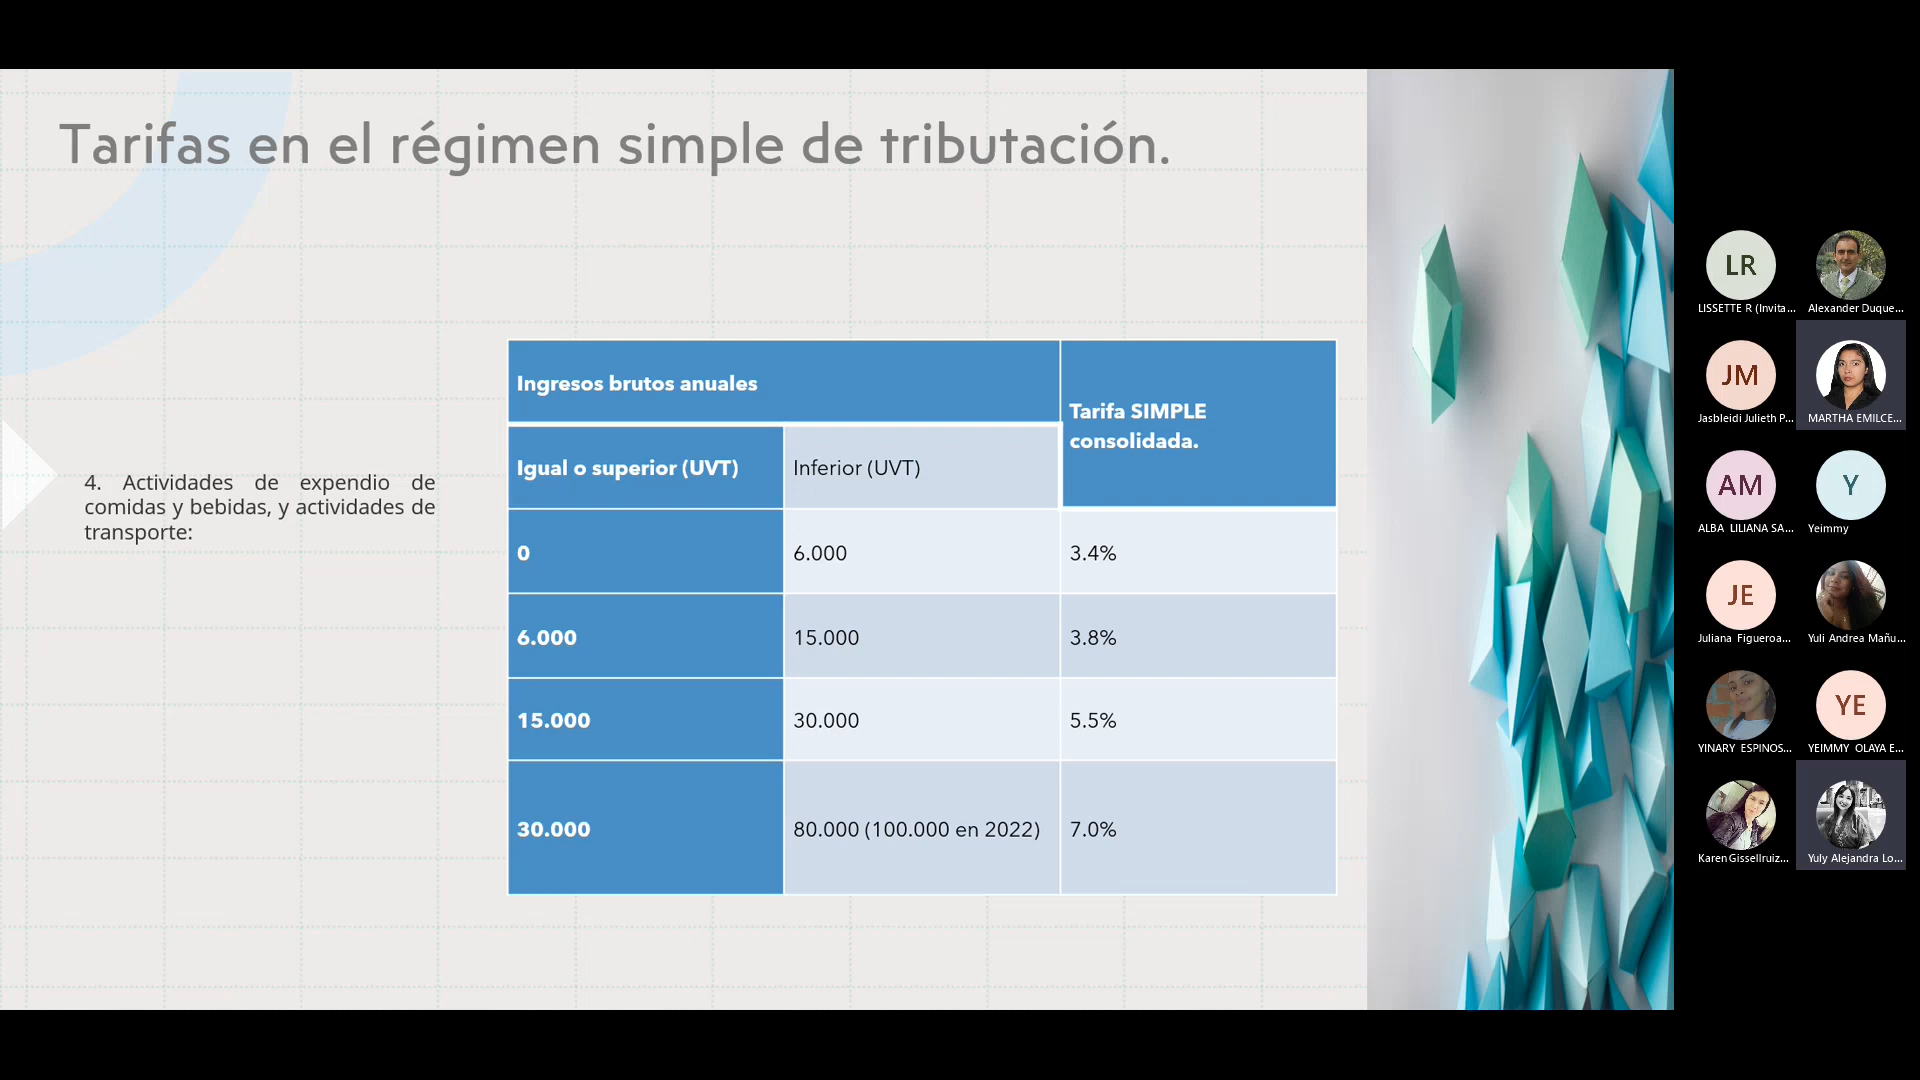 Tarifas en el régimen simple de tributación.
4. Actividades de expendio de
comidas y bebidas, y actividades de
transporte:
Ingresos brutos anuales
Tarifa SIMPLE
consolidada.
Igual o superior (UVT)
Inferior (UVT)
0
6.000
3.4%
6.000
15.000
3.8%
15.000
30.000
5.5%
30.000
80.000 (100.000 en 2022)
7.0%
LR
LISSETTE R (Invita...
Alexander Duque...
JM
Jasbleidi Julieth P...
MARTHA EMILCE...
AM
ALBA LILIANA SA...
Y
Yeimmy
JE
Juliana Figueroa...
Yuli Andrea Mañu...
YINARY ESPINOS...
YE
YEIMMY OLAYA E...
Karen Gissellruiz...
Yuly Alejandra Lo...